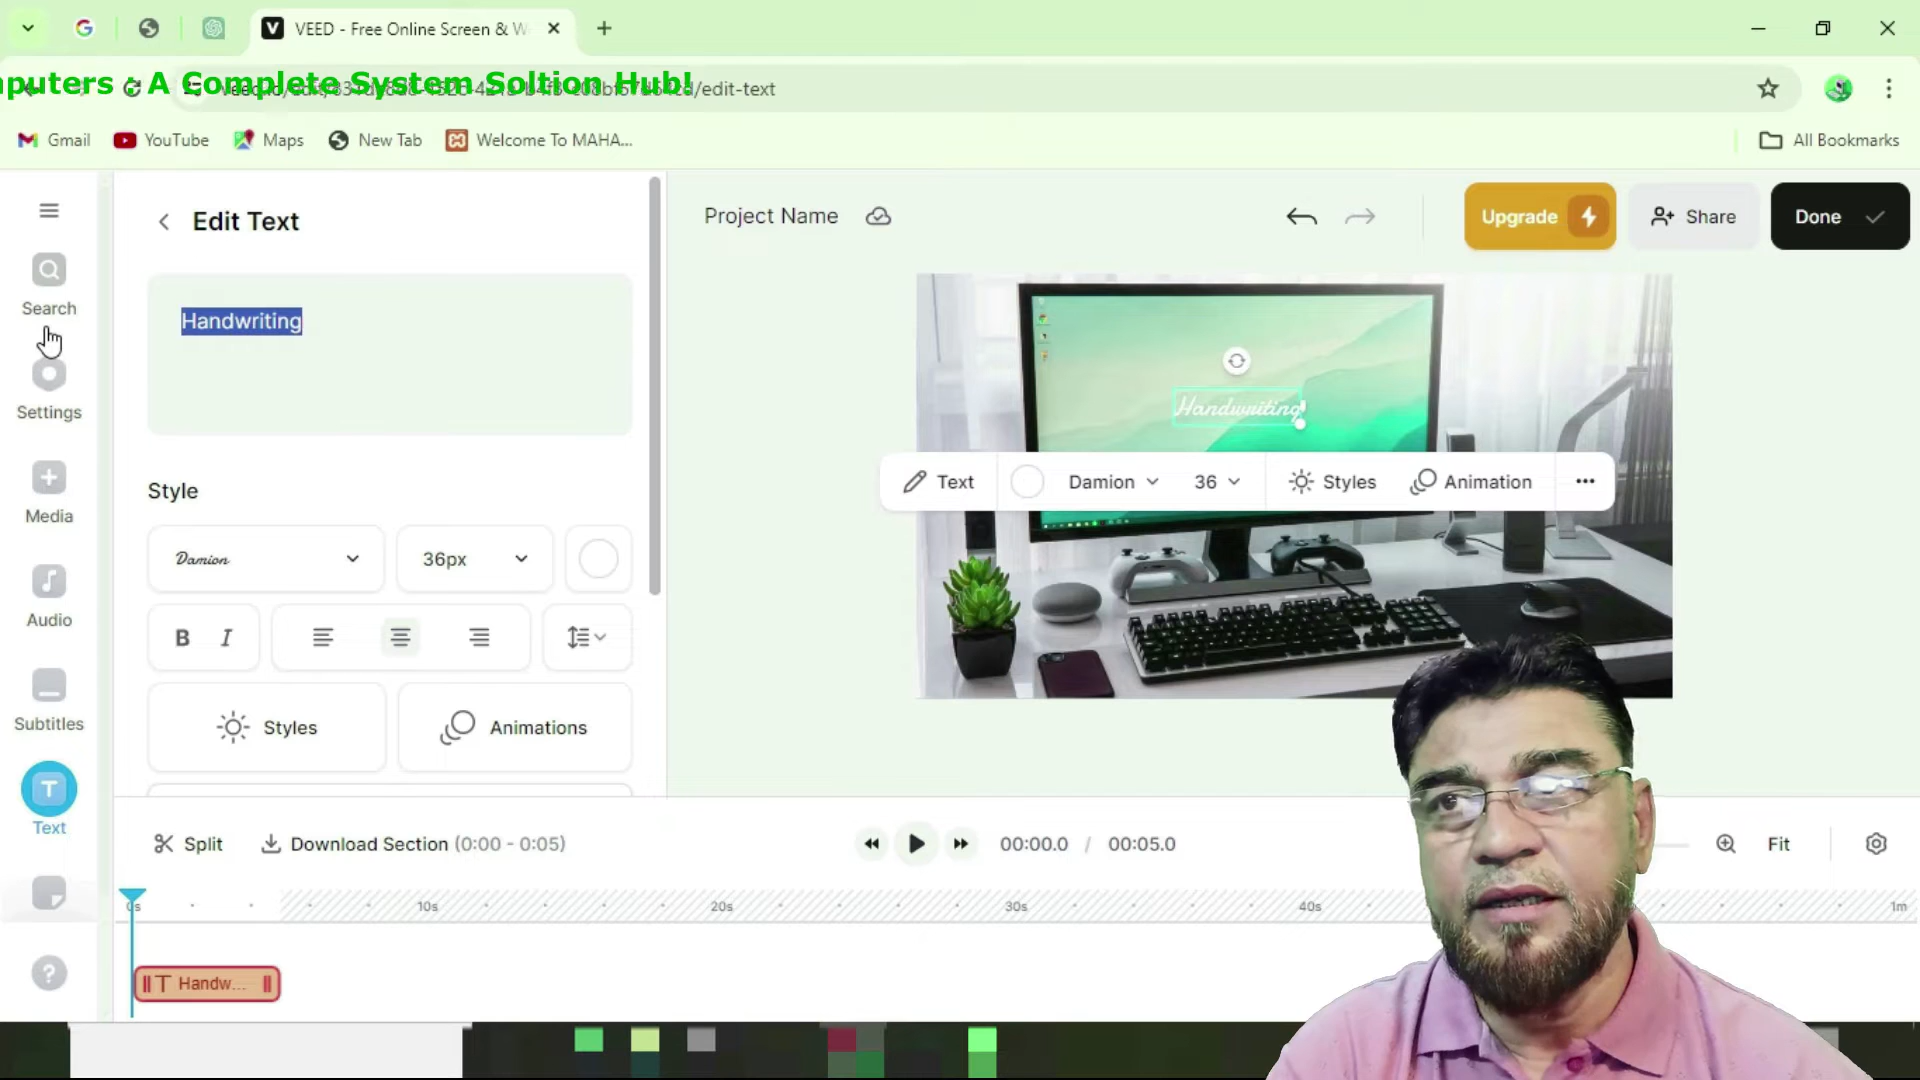 VEED - Free Online Screen & W
puters : A Complete System Soltion Hub!
/edit-text
Gmail
YouTube
Maps
New Tab
Welcome To MAHA...
All Bookmarks
Edit Text
Project Name
Upgrade
Share
Done
Search
Handwriting
Handwriting
Settings
Text
Damion
36
Styles
Animation
Style
Media
Damion
36px
Audio
B I
Subtitles
Styles
Animations
T
Text
Split
Download Section (0:00 - 0:05)
00:00.0 / 00:05.0
Fit
0s
10s
20s
30s
40s
1m
?
T Handw...